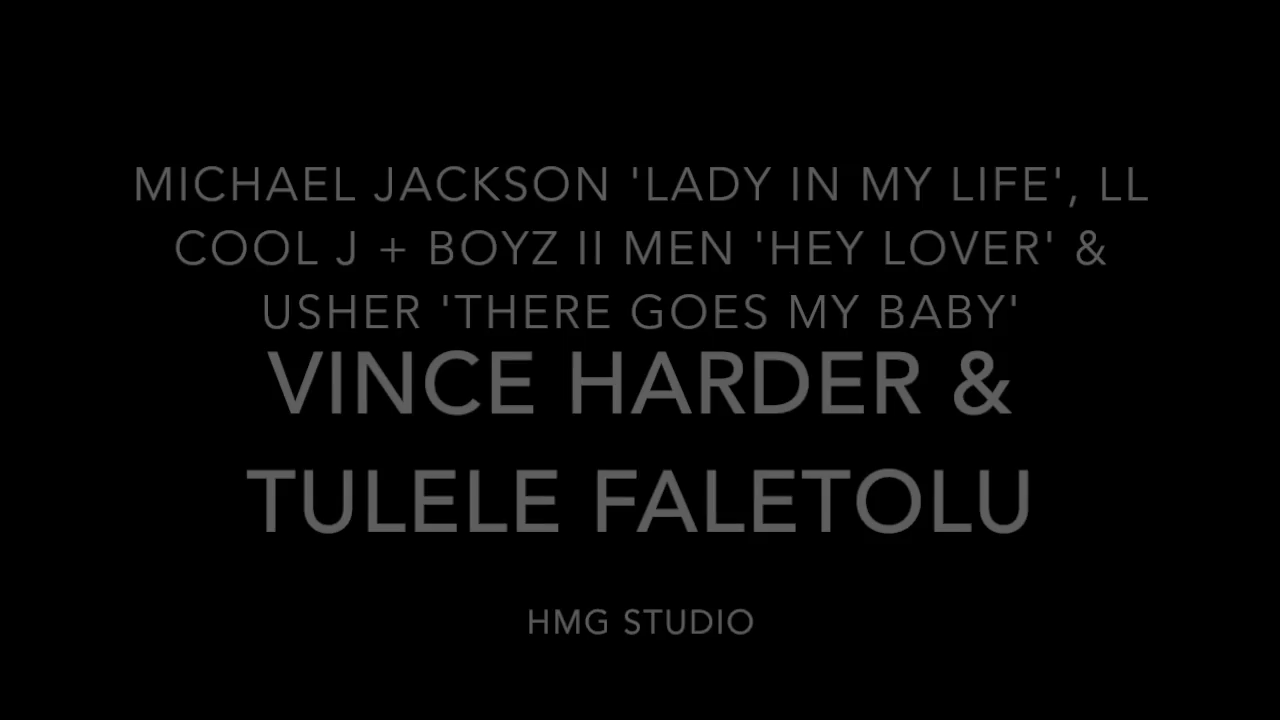 MICHAEL JACKSON 'LADY IN MY LIFE', LL
COOL J + BOYZ II MEN 'HEY LOVER' &
USHER 'THERE GOES MY BABY'
VINCE HARDER &
TULELE FALETOLU
HMG STUDIO